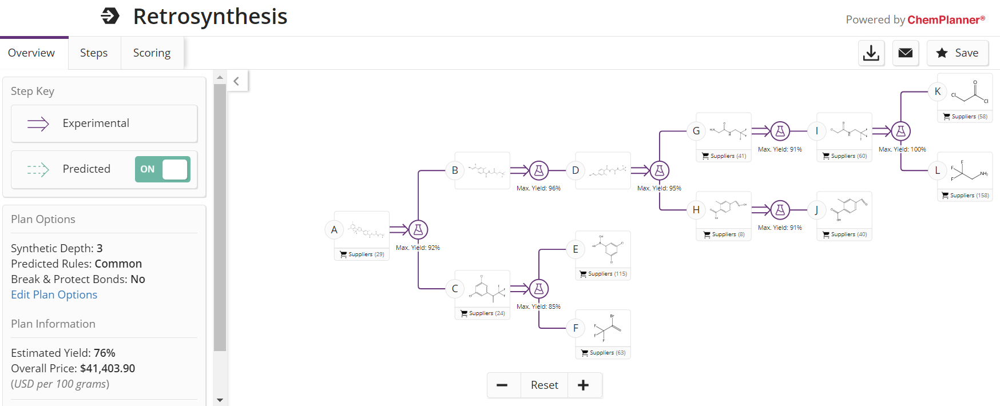 Retrosynthesis
Powered by ChemPlanner®
Overview
Steps
Scoring
Save
Step Key
Experimental
Predicted
ON
Plan Options
Synthetic Depth: 3
Predicted Rules: Common
Break & Protect Bonds: No
Edit Plan Options
Plan Information
Estimated Yield: 76%
Overall Price: $41,403.90
(USD per 100 grams)
A
Suppliers (29)
Max. Yield: 92%
B
Max. Yield: 96%
C
Suppliers (24)
Max. Yield: 85%
D
Max. Yield: 95%
E
Suppliers (115)
F
Br
F
F
F
Suppliers (63)
G
Suppliers (41)
Max. Yield: 91%
H
Suppliers (8)
Max. Yield: 91%
I
Suppliers (60)
Max. Yield: 100%
J
Suppliers (40)
K
O
Cl
Cl
Suppliers (58)
L
F
F
F
NH₂
Suppliers (158)
Reset